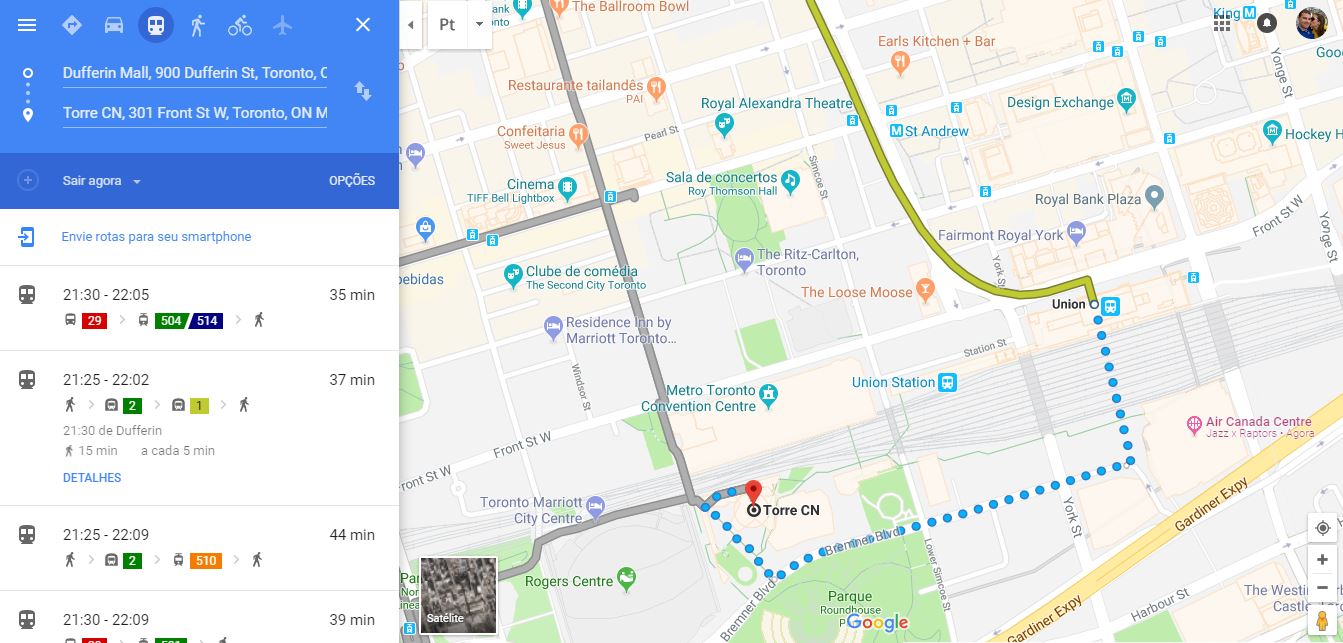 Dufferin Mall, 900 Dufferin St, Toronto, O
Torre CN, 301 Front St W, Toronto, ON M
Sair agora
OPÇÕES
Envie rotas para seu smartphone
21:30 - 22:05
35 min
29
504
514
21:25 - 22:02
37 min
2
1
21:30 de Dufferin
15 min
a cada 5 min
DETALHES
21:25 - 22:09
44 min
2
510
21:30 - 22:09
39 min
Pt
The Ballroom Bowl
King
Earls Kitchen + Bar
Goo
Yonge St
Restaurante tailandês
PAI
Royal Alexandra Theatre
Design Exchange
Confeitaria
Sweet Jesus
Pearl St
St Andrew
Hockey H
Cinema
TIFF Bell Lightbox
Sala de concertos
Roy Thomson Hall
Simcoe St
Royal Bank Plaza
Front St W
Yonge St
Fairmont Royal York
ebidas
Clube de comédia
The Second City Toronto
The Ritz-Carlton,
Toronto
York St
The Loose Moose
Union
Residence Inn by
Marriott Toronto...
Station St
Windsor St
Union Station
Metro Toronto
Convention Centre
Air Canada Centre
Jazz x Raptors • Agora
Front St W
Front St W
Toronto Marriott
City Centre
Torre CN
York St
Gardiner Expy
Bremner Blvd
Lower Simcoe St
Rogers Centre
Bremner Blvd
Parque
Roundhouse
Harbour St
The Westin
Castle
Gardiner Expy
Satélite
Google